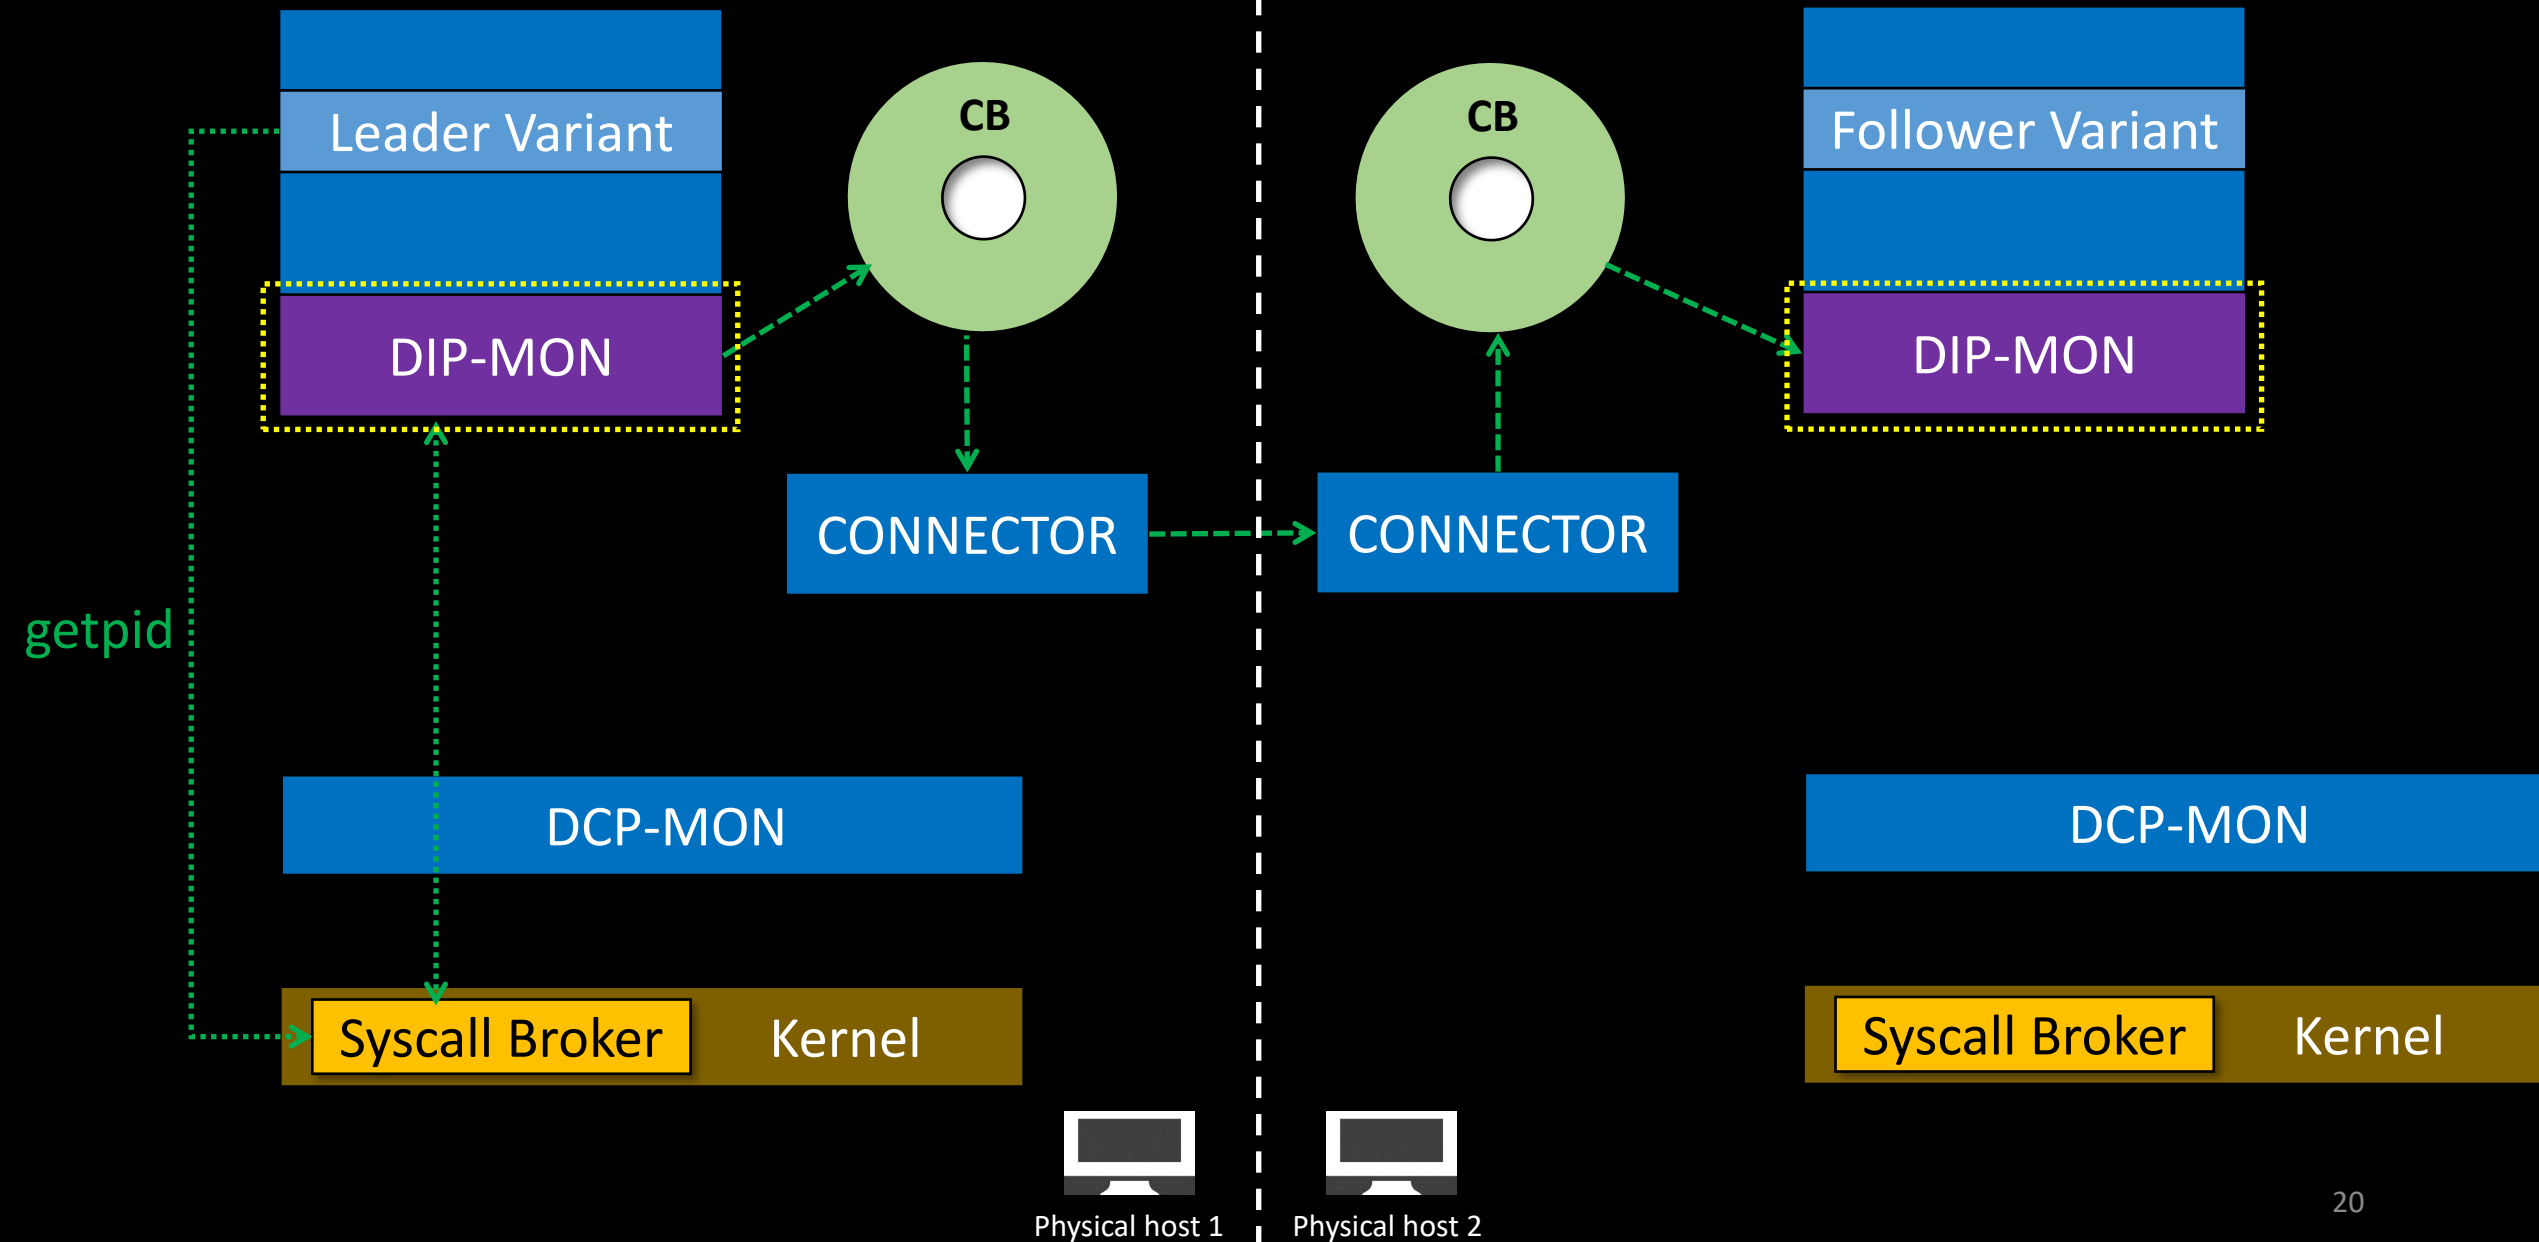 Leader Variant
CB
CB
Follower Variant
DIP-MON
DIP-MON
CONNECTOR
CONNECTOR
getpid
DCP-MON
DCP-MON
Syscall Broker
Kernel
Syscall Broker
Kernel
Physical host 1
Physical host 2
20